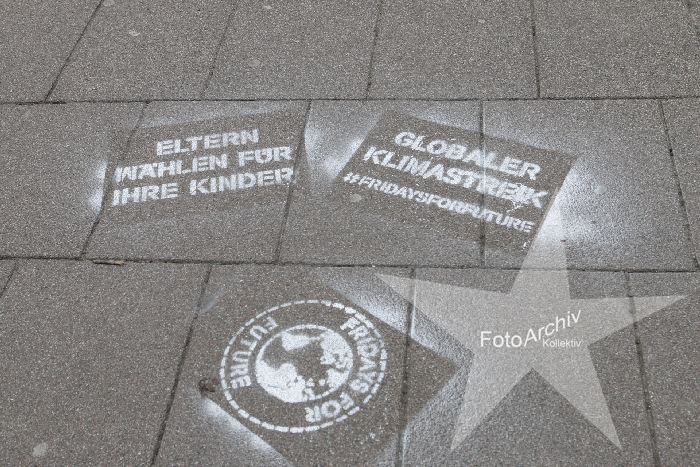 ELTERN
WÄHLEN FÜR
IHRE KINDER
GLOBALER
KLIMASTREIK
#FRIDAYSFORFUTURE
FRIDAYS FOR
FUTURE
FotoArchiv
Kollektiv